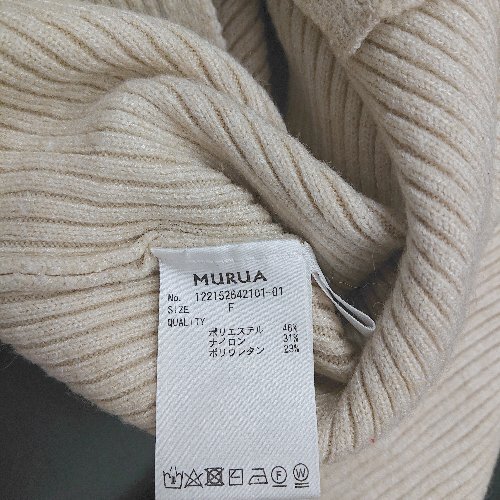 MURUA
No. 122152642101-01
SIZE F
QUALITY
ポリエステル 46%
ナイロン 31%
ポリウレタン 23%